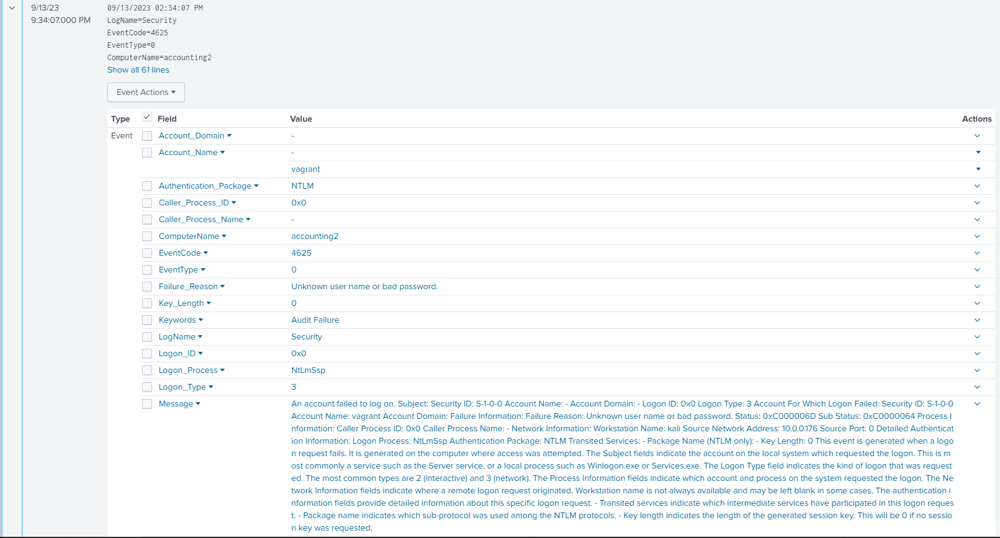 9/13/23
9:34:07.000 PM
09/13/2023 02:34:07 PM
LogName=Security
EventCode=4625
EventType=0
ComputerName=accounting2
Show all 61 lines
Event Actions
Type Field Value Actions
Event Account_Domain -
Account_Name -
vagrant
Authentication_Package NTLM
Caller_Process_ID 0x0
Caller_Process_Name -
ComputerName accounting2
EventCode 4625
EventType 0
Failure_Reason Unknown user name or bad password.
Key_Length 0
Keywords Audit Failure
LogName Security
Logon_ID 0x0
Logon_Process NtLmSsp
Logon_Type 3
Message An account failed to log on. Subject: Security ID: S-1-0-0 Account Name: - Account Domain: - Logon ID: 0x0 Logon Type: 3 Account For Which Logon Failed: Security ID: S-1-0-0
Account Name: vagrant Account Domain: Failure Information: Failure Reason: Unknown user name or bad password. Status: 0xC000006D Sub Status: 0xC0000064 Process I
nformation: Caller Process ID: 0x0 Caller Process Name: - Network Information: Workstation Name: kali Source Network Address: 10.0.0.176 Source Port: 0 Detailed Authenticat
ion Information: Logon Process: NtLmSsp Authentication Package: NTLM Transited Services: - Package Name (NTLM only): - Key Length: 0 This event is generated when a logo
n request fails. It is generated on the computer where access was attempted. The Subject fields indicate the account on the local system which requested the logon. This is m
ost commonly a service such as the Server service, or a local process such as Winlogon.exe or Services.exe. The Logon Type field indicates the kind of logon that was request
ed. The most common types are 2 (interactive) and 3 (network). The Process Information fields indicate which account and process on the system requested the logon. The Ne
twork Information fields indicate where a remote logon request originated. Workstation name is not always available and may be left blank in some cases. The authentication i
nformation fields provide detailed information about this specific logon request. - Transited services indicate which intermediate services have participated in this logon reques
t. - Package name indicates which sub-protocol was used among the NTLM protocols. - Key length indicates the length of the generated session key. This will be 0 if no sessio
n key was requested.